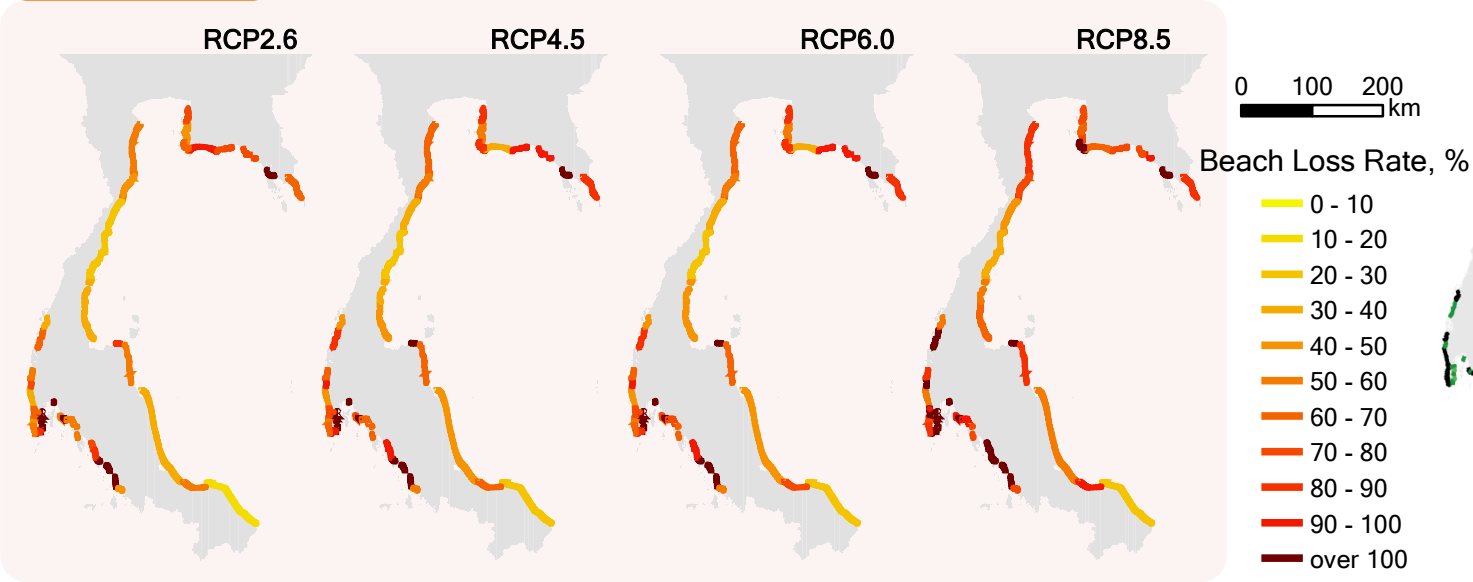 RCP2.6 RCP4.5 RCP6.0 RCP8.5
0 100 200
km
Beach Loss Rate, %
0 - 10
10 - 20
20 - 30
30 - 40
40 - 50
50 - 60
60 - 70
70 - 80
80 - 90
90 - 100
over 100